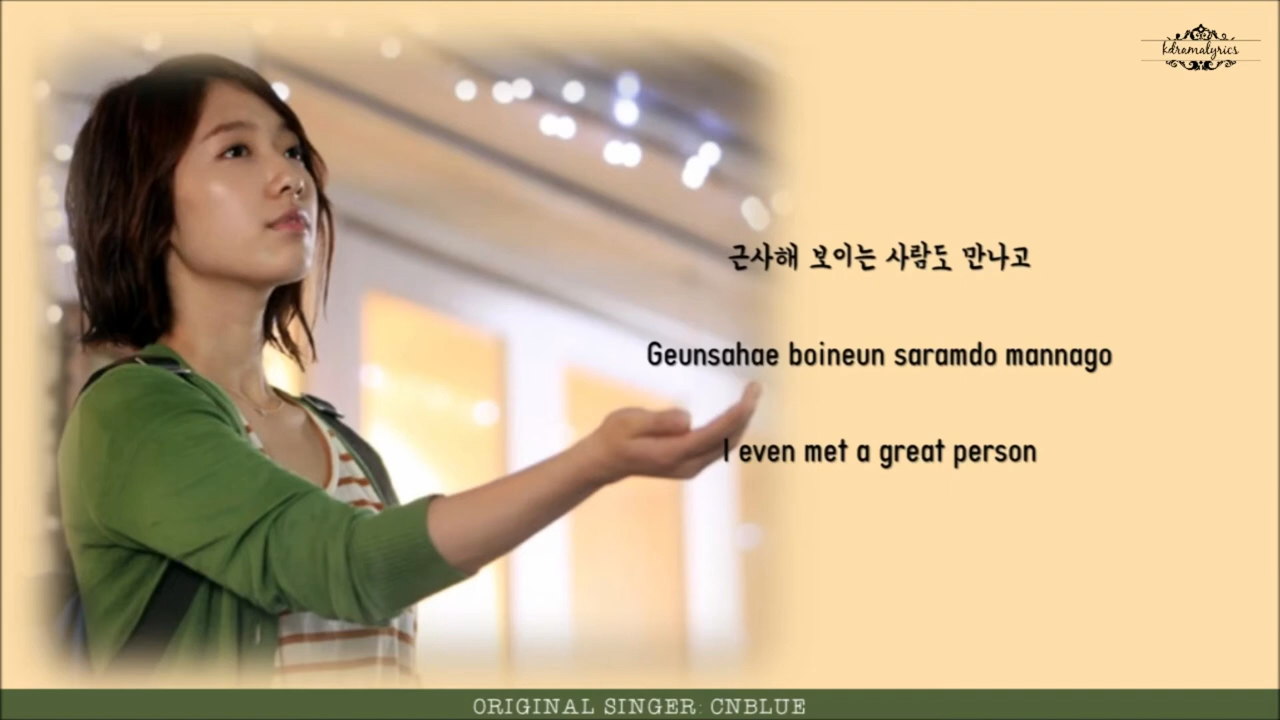 kdramalyrics
근사해 보이는 사람도 만나고
Geunsahae boineun saramdo mannago
I even met a great person
ORIGINAL SINGER: CNBLUE